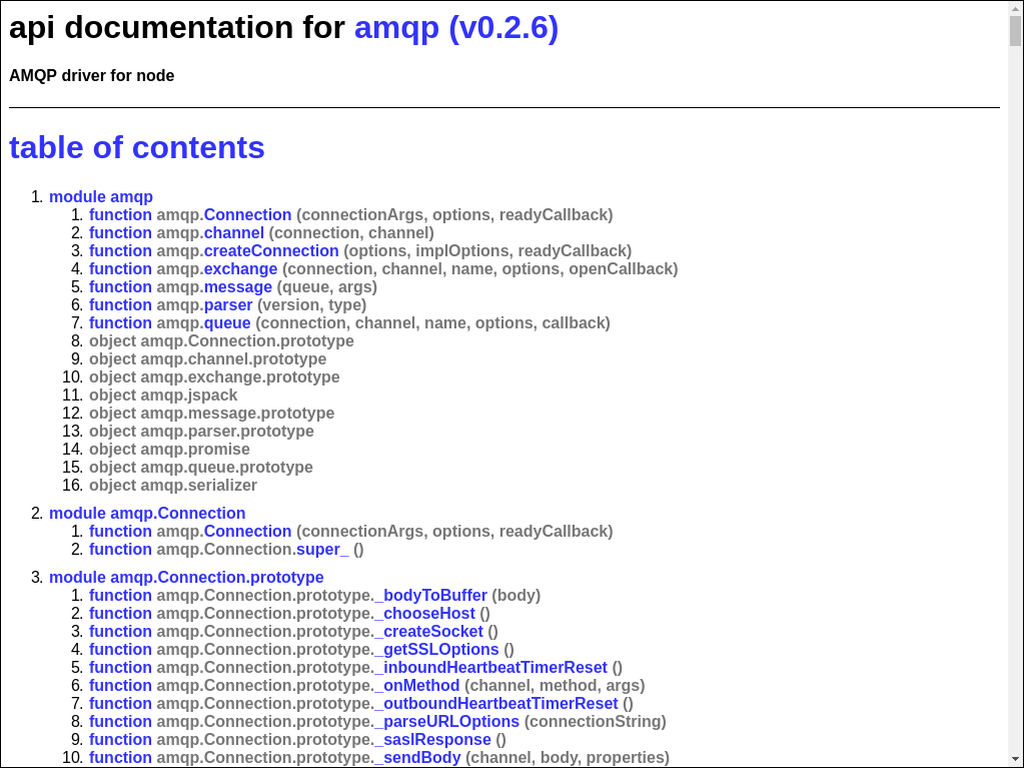 api documentation for amqp (v0.2.6)
AMQP driver for node
table of contents
1. module amqp
1. function amqp.Connection (connectionArgs, options, readyCallback)
2. function amqp.channel (connection, channel)
3. function amqp.createConnection (options, implOptions, readyCallback)
4. function amqp.exchange (connection, channel, name, options, openCallback)
5. function amqp.message (queue, args)
6. function amqp.parser (version, type)
7. function amqp.queue (connection, channel, name, options, callback)
8. object amqp.Connection.prototype
9. object amqp.channel.prototype
10. object amqp.exchange.prototype
11. object amqp.jspack
12. object amqp.message.prototype
13. object amqp.parser.prototype
14. object amqp.promise
15. object amqp.queue.prototype
16. object amqp.serializer
2. module amqp.Connection
1. function amqp.Connection (connectionArgs, options, readyCallback)
2. function amqp.Connection.super_ ()
3. module amqp.Connection.prototype
1. function amqp.Connection.prototype._bodyToBuffer (body)
2. function amqp.Connection.prototype._chooseHost ()
3. function amqp.Connection.prototype._createSocket ()
4. function amqp.Connection.prototype._getSSLOptions ()
5. function amqp.Connection.prototype._inboundHeartbeatTimerReset ()
6. function amqp.Connection.prototype._onMethod (channel, method, args)
7. function amqp.Connection.prototype._outboundHeartbeatTimerReset ()
8. function amqp.Connection.prototype._parseURLOptions (connectionString)
9. function amqp.Connection.prototype._saslResponse ()
10. function amqp.Connection.prototype._sendBody (channel, body, properties)